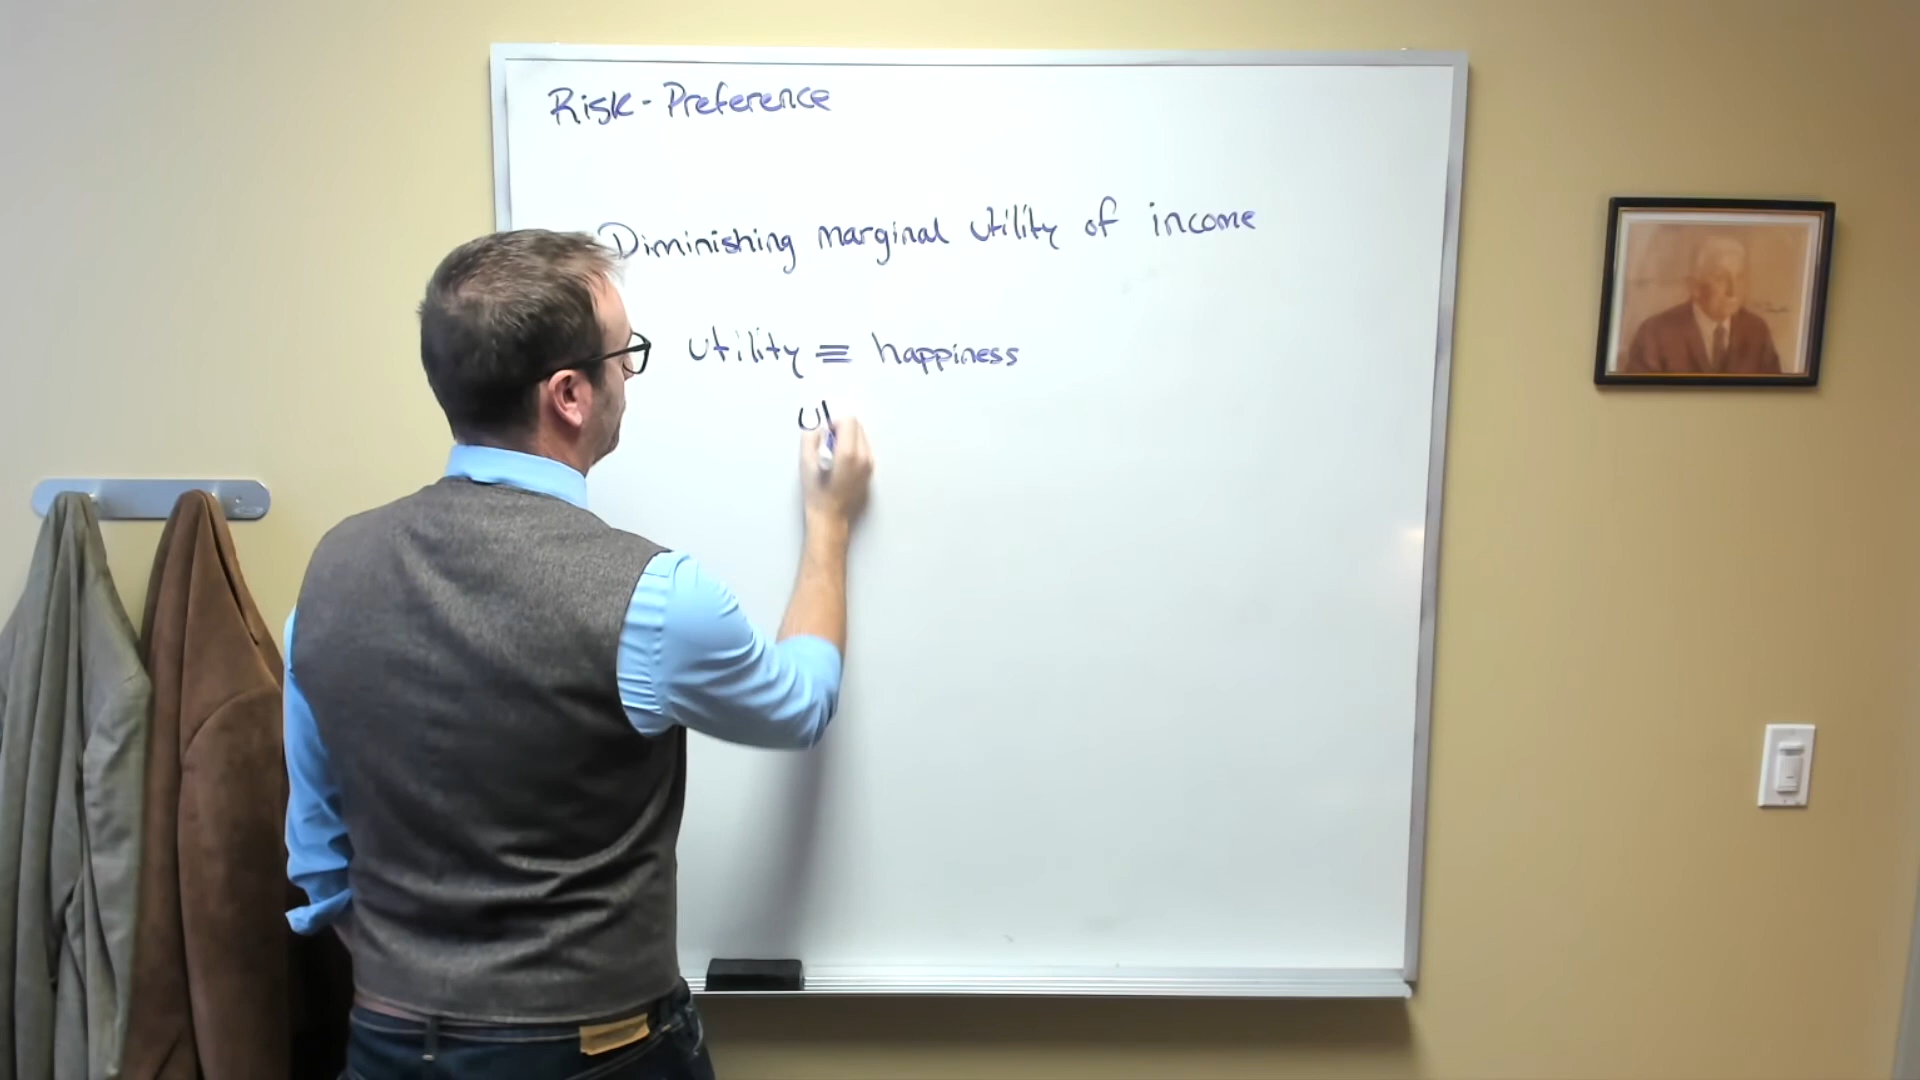 Risk-Preference
Diminishing marginal utility of income
utility ≡ happiness